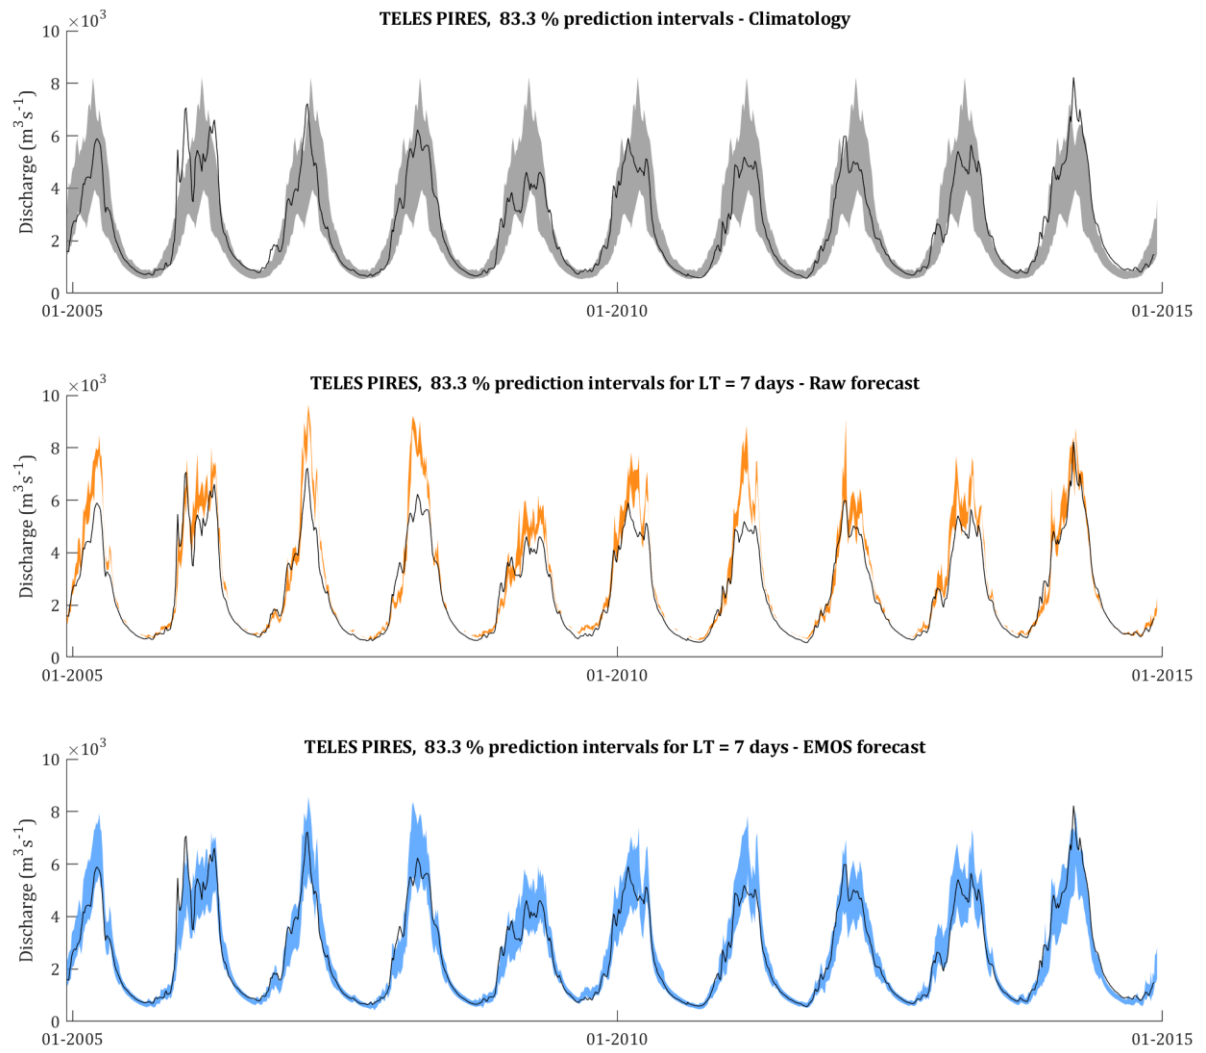 TELES PIRES, 83.3 % prediction intervals - Climatology
×10³
10
8
6
4
2
0
Discharge (m³s⁻¹)
01-2005 01-2010 01-2015
TELES PIRES, 83.3 % prediction intervals for LT = 7 days - Raw forecast
×10³
10
8
6
4
2
0
Discharge (m³s⁻¹)
01-2005 01-2010 01-2015
TELES PIRES, 83.3 % prediction intervals for LT = 7 days - EMOS forecast
×10³
10
8
6
4
2
0
Discharge (m³s⁻¹)
01-2005 01-2010 01-2015